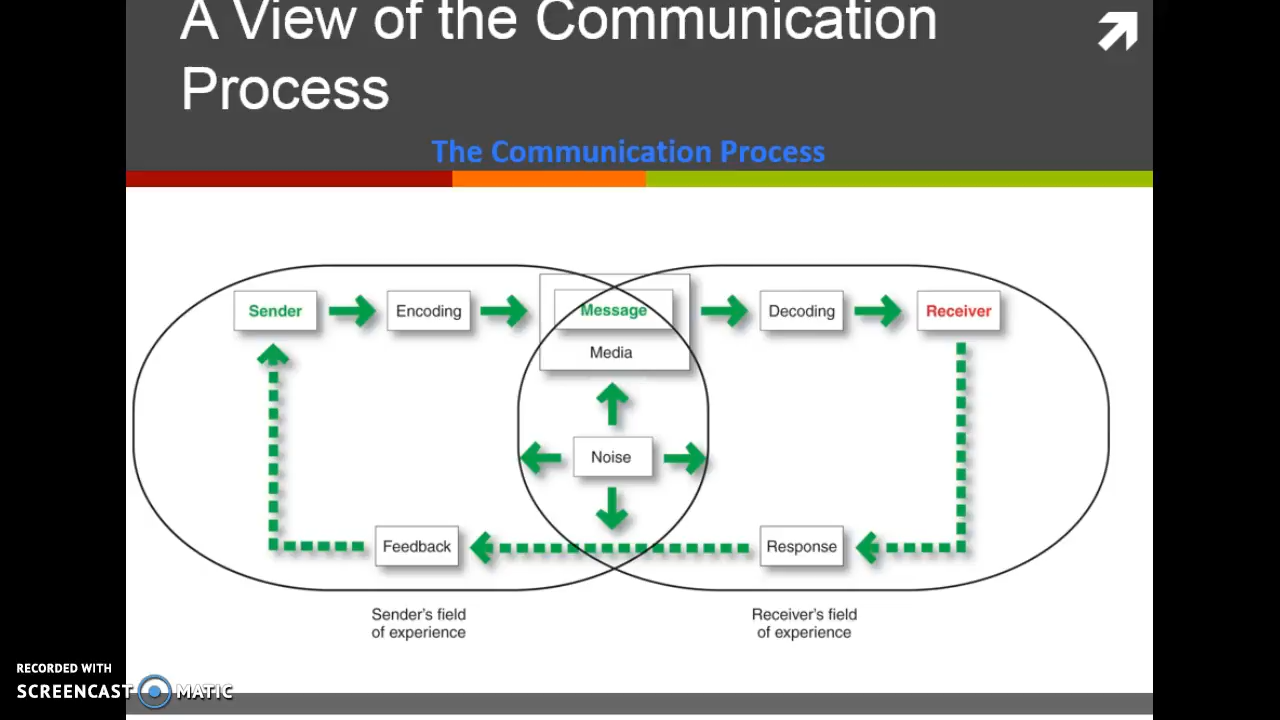 A View of the Communication
Process
The Communication Process
Sender
Encoding
Message
Media
Decoding
Receiver
Noise
Feedback
Response
Sender's field
of experience
Receiver's field
of experience
RECORDED WITH
SCREENCAST MATIC